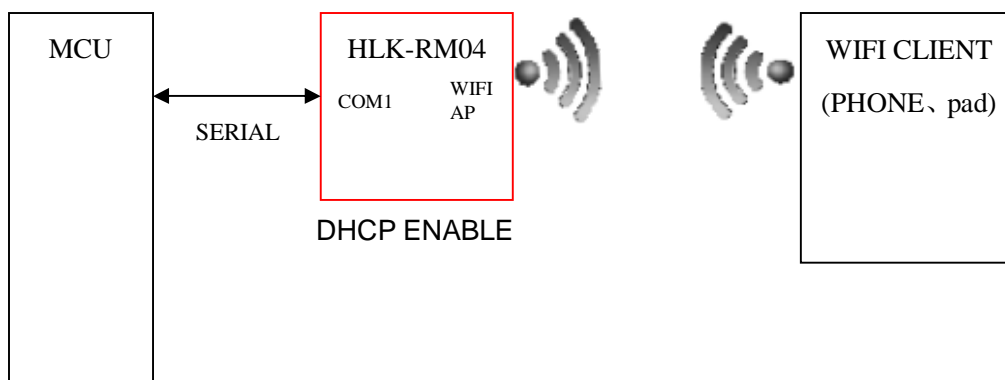 MCU
SERIAL
HLK-RM04
COM1
WIFI
AP
DHCP ENABLE
WIFI CLIENT
(PHONE、pad)